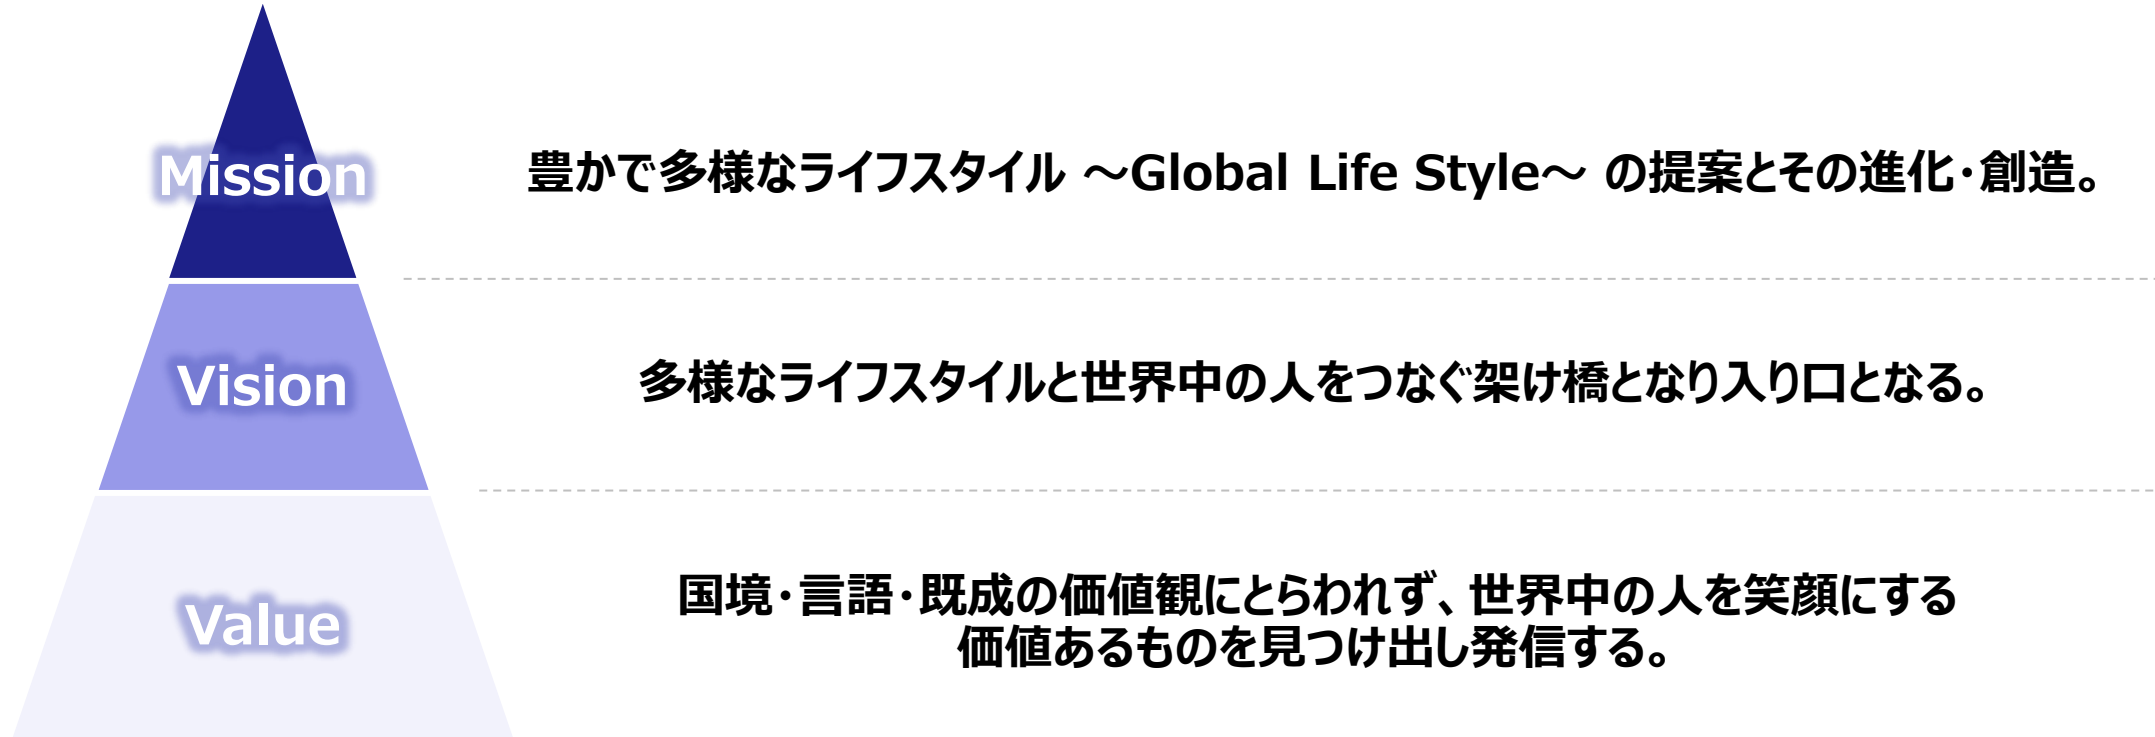 Mission
豊かで多様なライフスタイル ～Global Life Style～ の提案とその進化・創造。
Vision
多様なライフスタイルと世界中の人をつなぐ架け橋となり入り口となる。
Value
国境・言語・既成の価値観にとらわれず、世界中の人を笑顔にする
価値あるものを見つけ出し発信する。